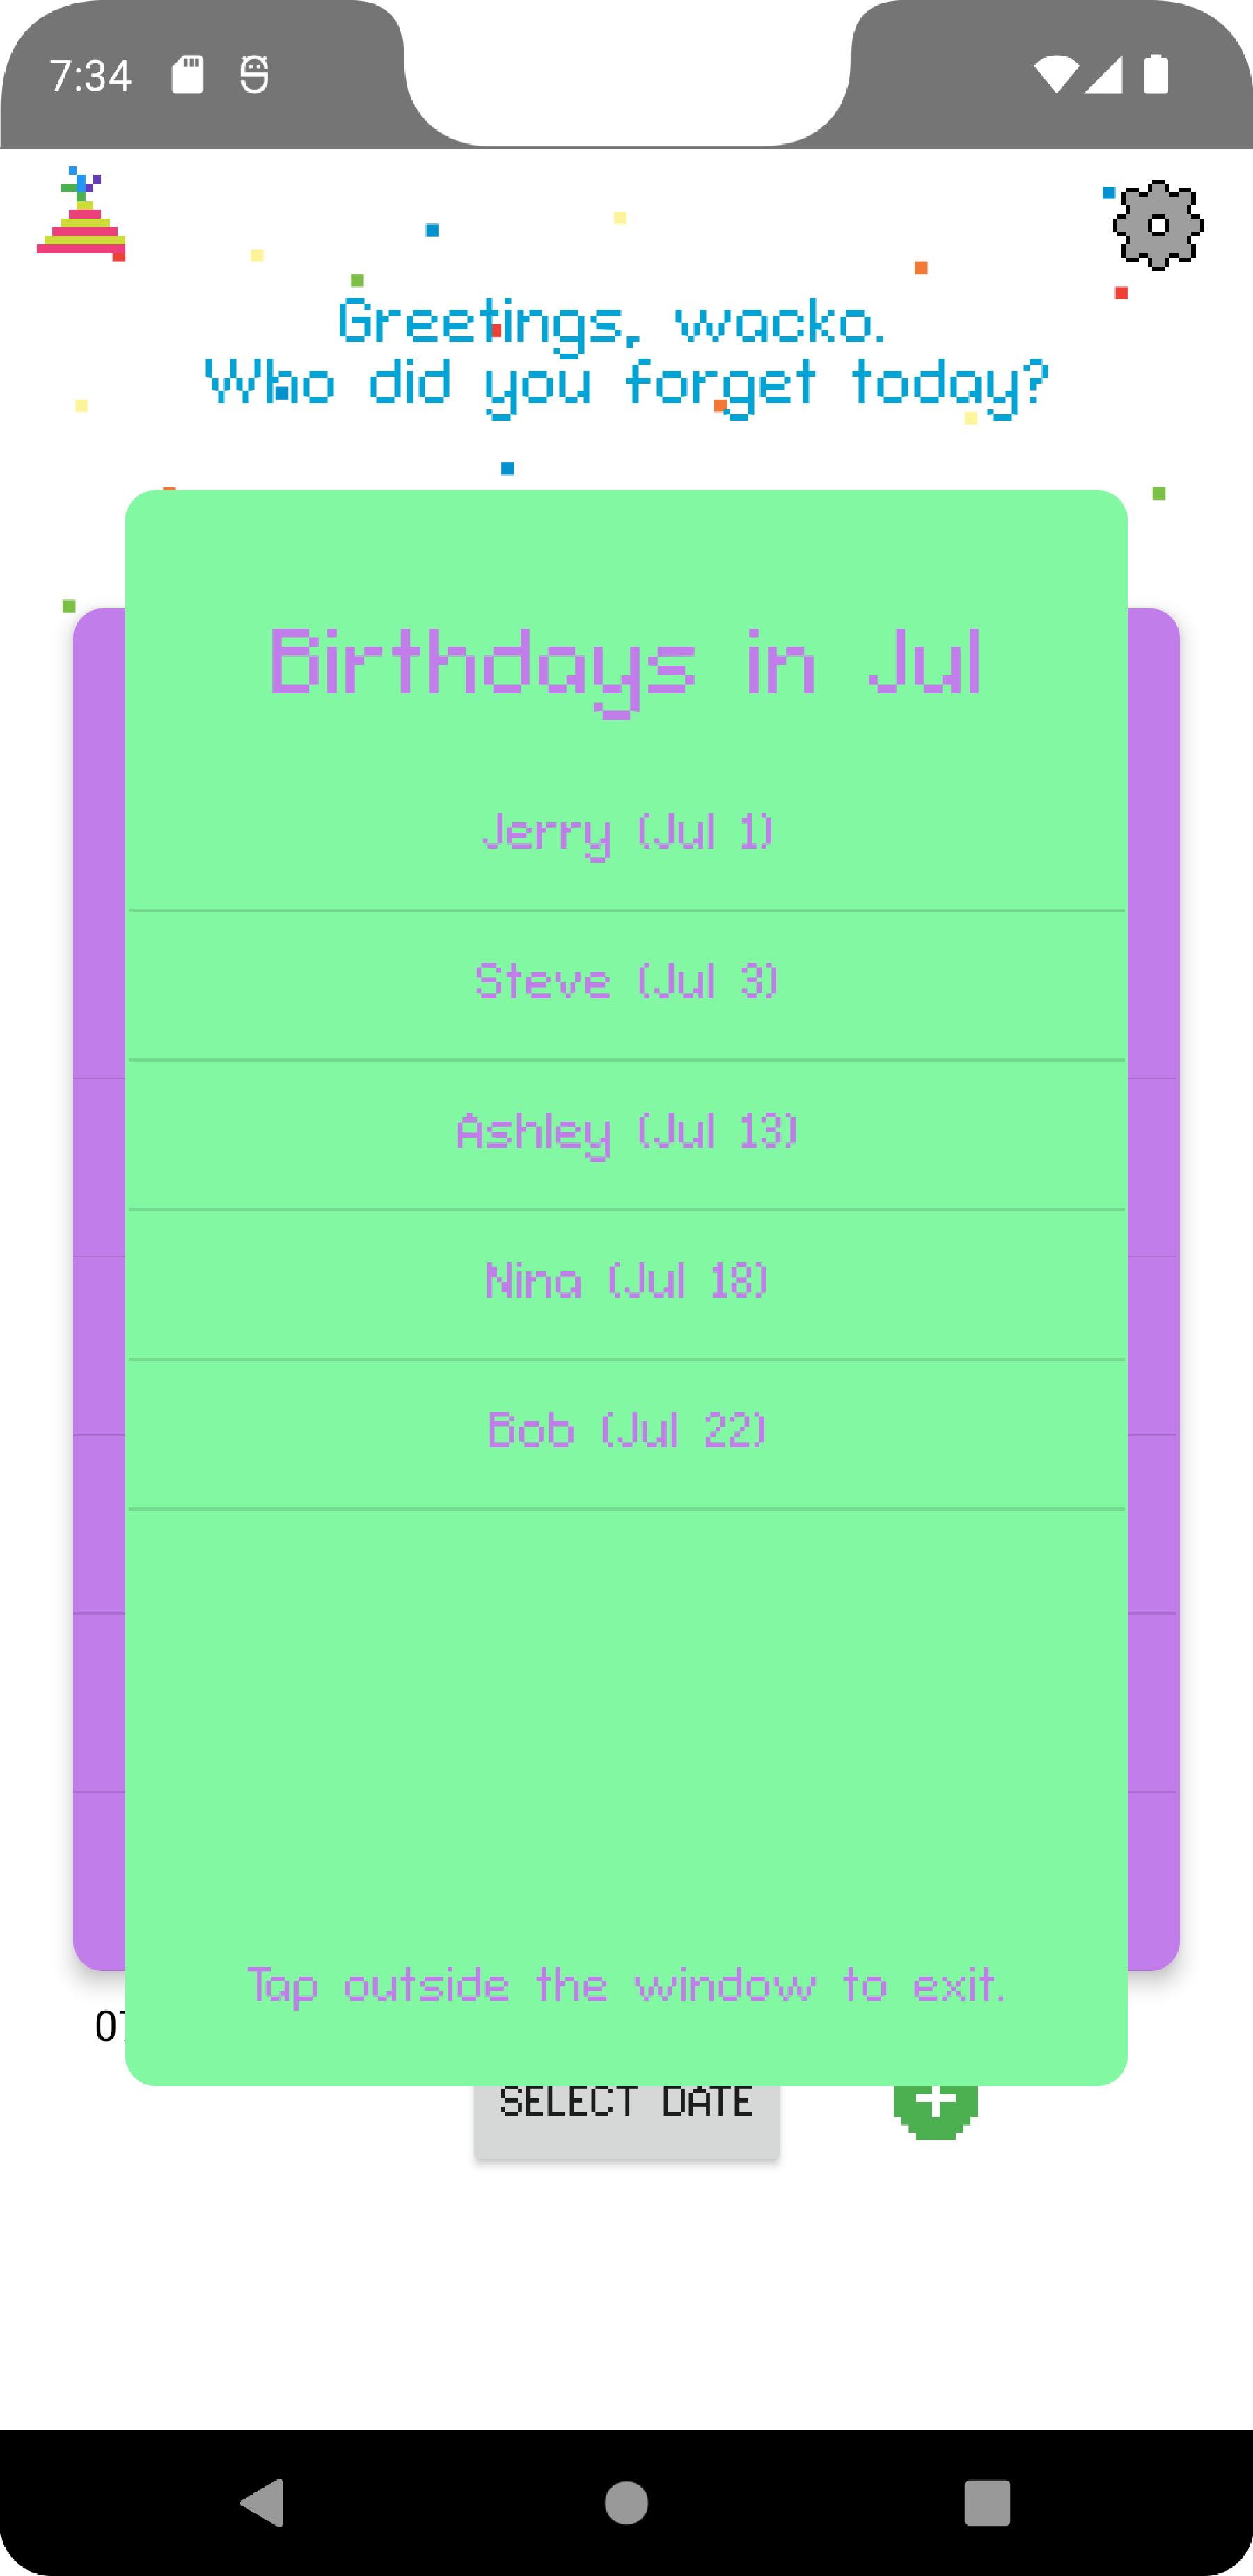 7:34
Greetings, wacko.
Who did you forget today?
Birthdays in Jul
Jerry (Jul 1)
Steve (Jul 3)
Ashley (Jul 13)
Nina (Jul 18)
Bob (Jul 22)
Tap outside the window to exit.
SELECT DATE